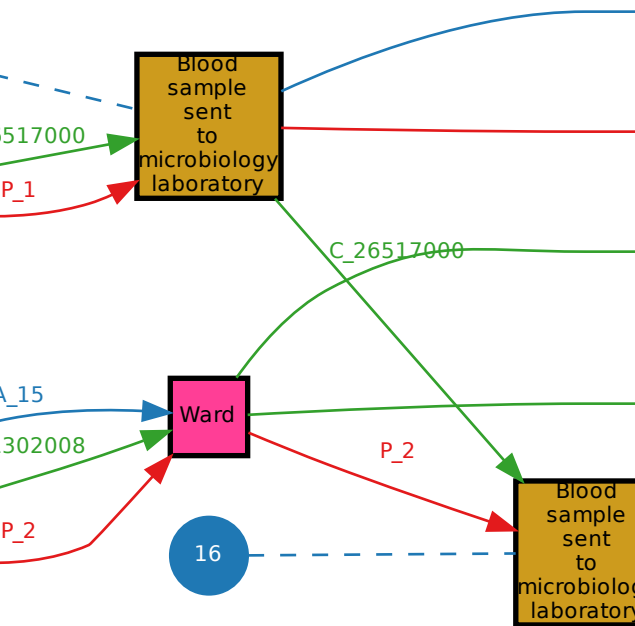 Blood
sample
sent
to
microbiology
laboratory
6517000
P_1
C_26517000
A_15
Ward
302008
P_2
P_2
16
Blood
sample
sent
to
microbiolog
laboratory